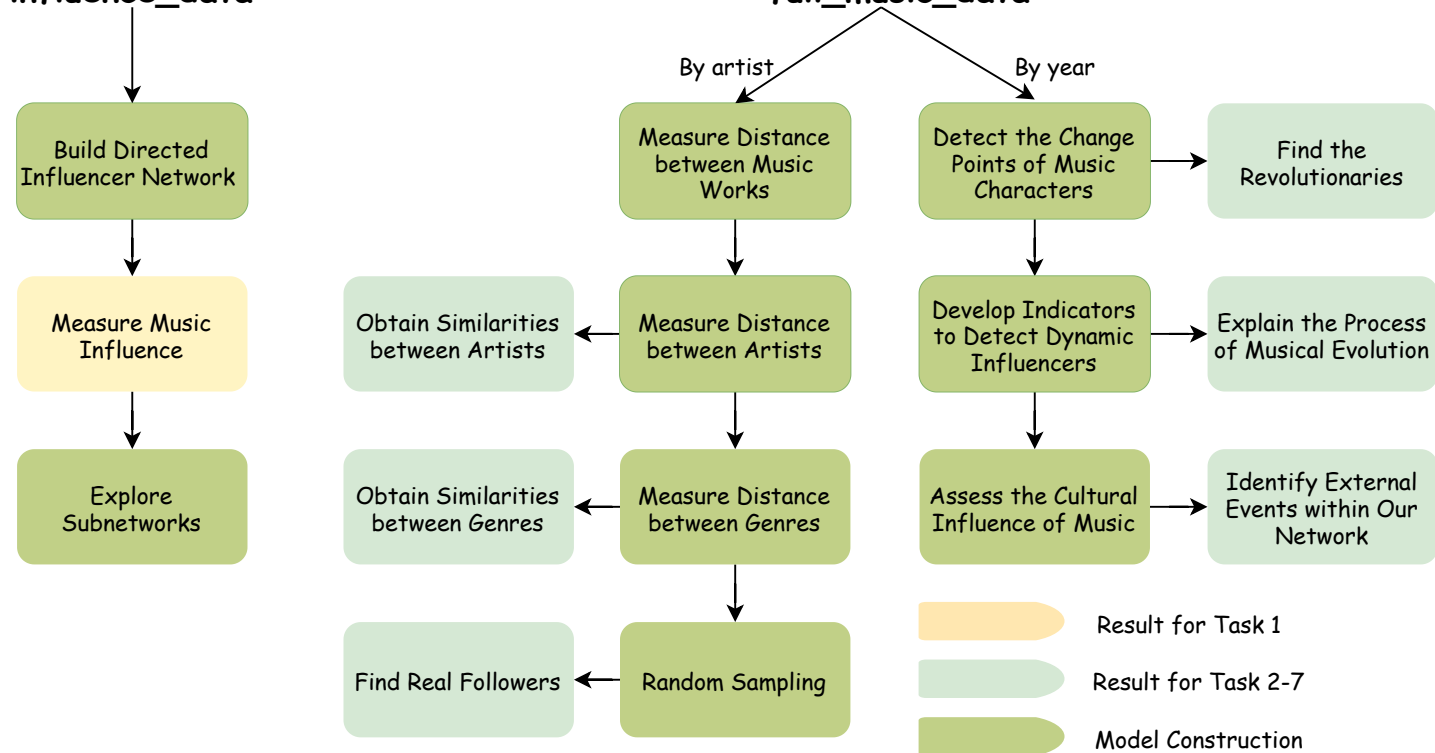 influence_data
full_music_data
By artist
By year
Build Directed
Influencer Network
Measure Distance
between Music
Works
Detect the Change
Points of Music
Characters
Find the
Revolutionaries
Measure Music
Influence
Obtain Similarities
between Artists
Measure Distance
between Artists
Develop Indicators
to Detect Dynamic
Influencers
Explain the Process
of Musical Evolution
Explore
Subnetworks
Obtain Similarities
between Genres
Measure Distance
between Genres
Assess the Cultural
Influence of Music
Identify External
Events within Our
Network
Find Real Followers
Random Sampling
Result for Task 1
Result for Task 2-7
Model Construction